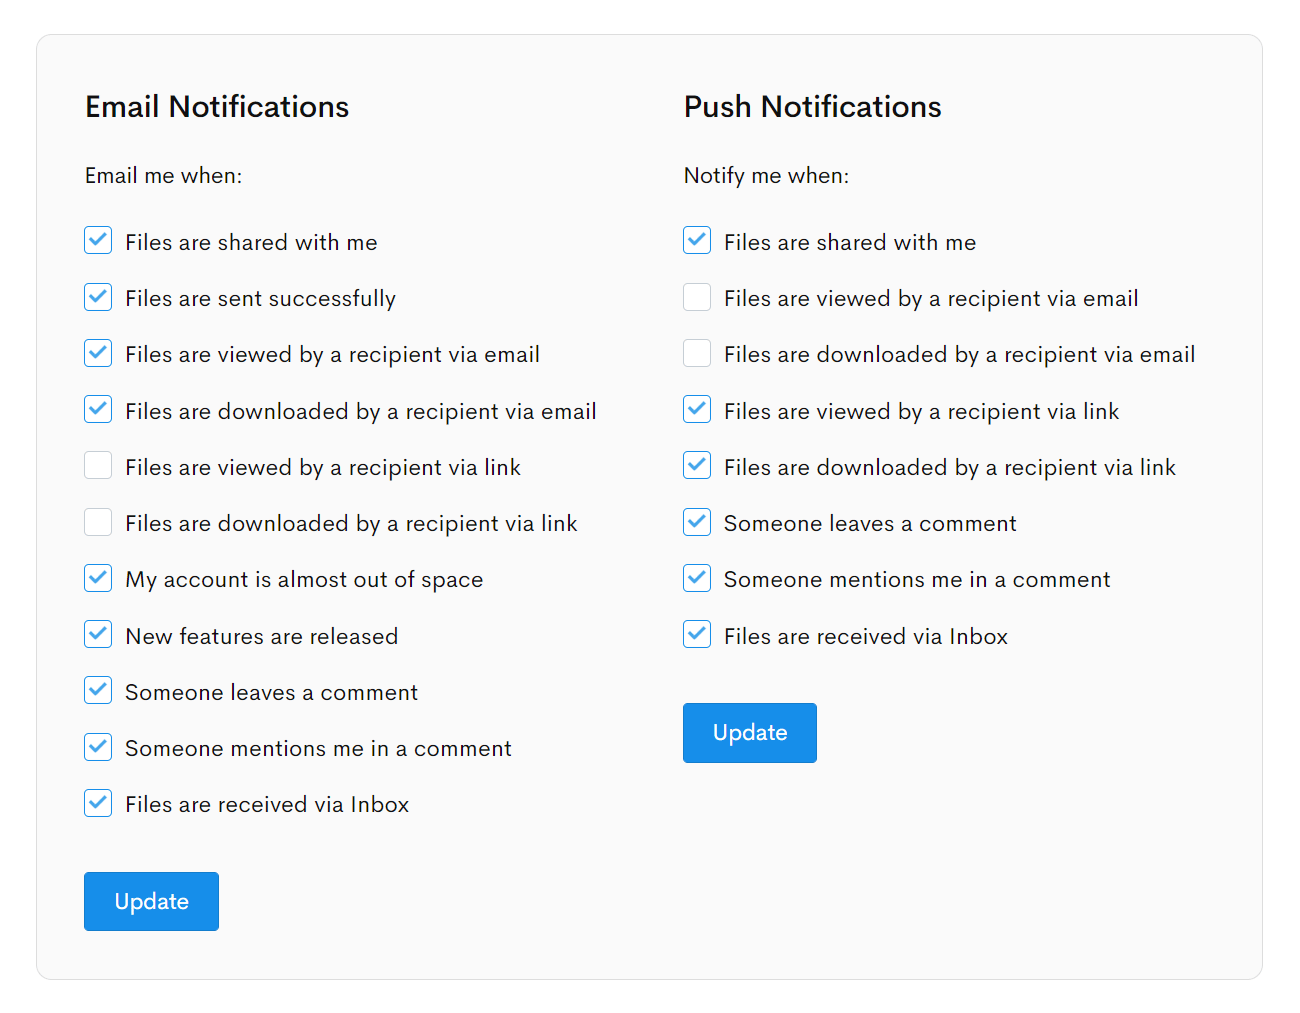 Email Notifications
Email me when:
Files are shared with me
Files are sent successfully
Files are viewed by a recipient via email
Files are downloaded by a recipient via email
Files are viewed by a recipient via link
Files are downloaded by a recipient via link
My account is almost out of space
New features are released
Someone leaves a comment
Someone mentions me in a comment
Files are received via Inbox
Update
Push Notifications
Notify me when:
Files are shared with me
Files are viewed by a recipient via email
Files are downloaded by a recipient via email
Files are viewed by a recipient via link
Files are downloaded by a recipient via link
Someone leaves a comment
Someone mentions me in a comment
Files are received via Inbox
Update